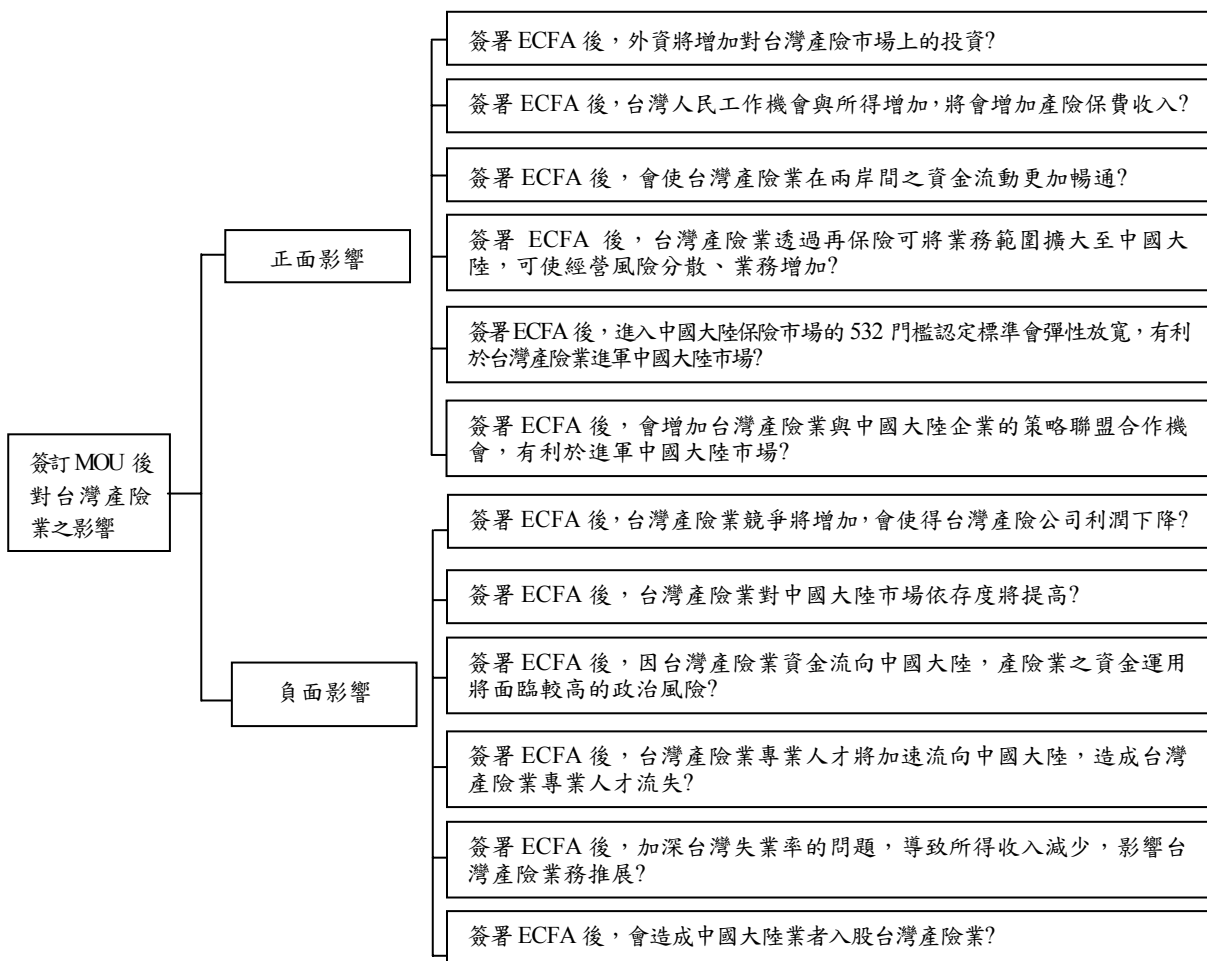 簽署 ECFA 後，外資將增加對台灣產險市場上的投資?
簽署 ECFA 後，台灣人民工作機會與所得增加，將會增加產險保費收入?
簽署 ECFA 後，會使台灣產險業在兩岸間之資金流動更加暢通?
簽署 ECFA 後，台灣產險業透過再保險可將業務範圍擴大至中國大
陸，可使經營風險分散、業務增加?
簽署 ECFA 後，進入中國大陸保險市場的 532 門檻認定標準會彈性放寬，有利
於台灣產險業進軍中國大陸市場?
簽署 ECFA 後，會增加台灣產險業與中國大陸企業的策略聯盟合作機
會，有利於進軍中國大陸市場?
正面影響
簽訂 MOU 後
對台灣產險
業之影響
負面影響
簽署 ECFA 後，台灣產險業競爭將增加，會使得台灣產險公司利潤下降?
簽署 ECFA 後，台灣產險業對中國大陸市場依存度將提高?
簽署 ECFA 後，因台灣產險業資金流向中國大陸，產險業之資金運用
將面臨較高的政治風險?
簽署 ECFA 後，台灣產險業專業人才將加速流向中國大陸，造成台灣
產險業專業人才流失?
簽署 ECFA 後，加深台灣失業率的問題，導致所得收入減少，影響台
灣產險業務推展?
簽署 ECFA 後，會造成中國大陸業者入股台灣產險業?